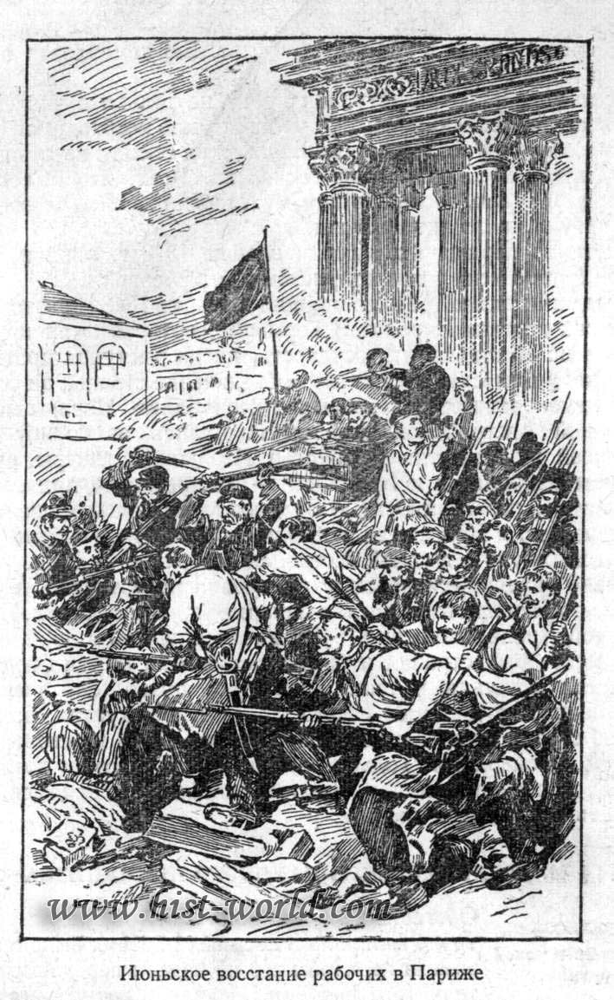 www.hist-world.com
Июньское восстание рабочих в Париже